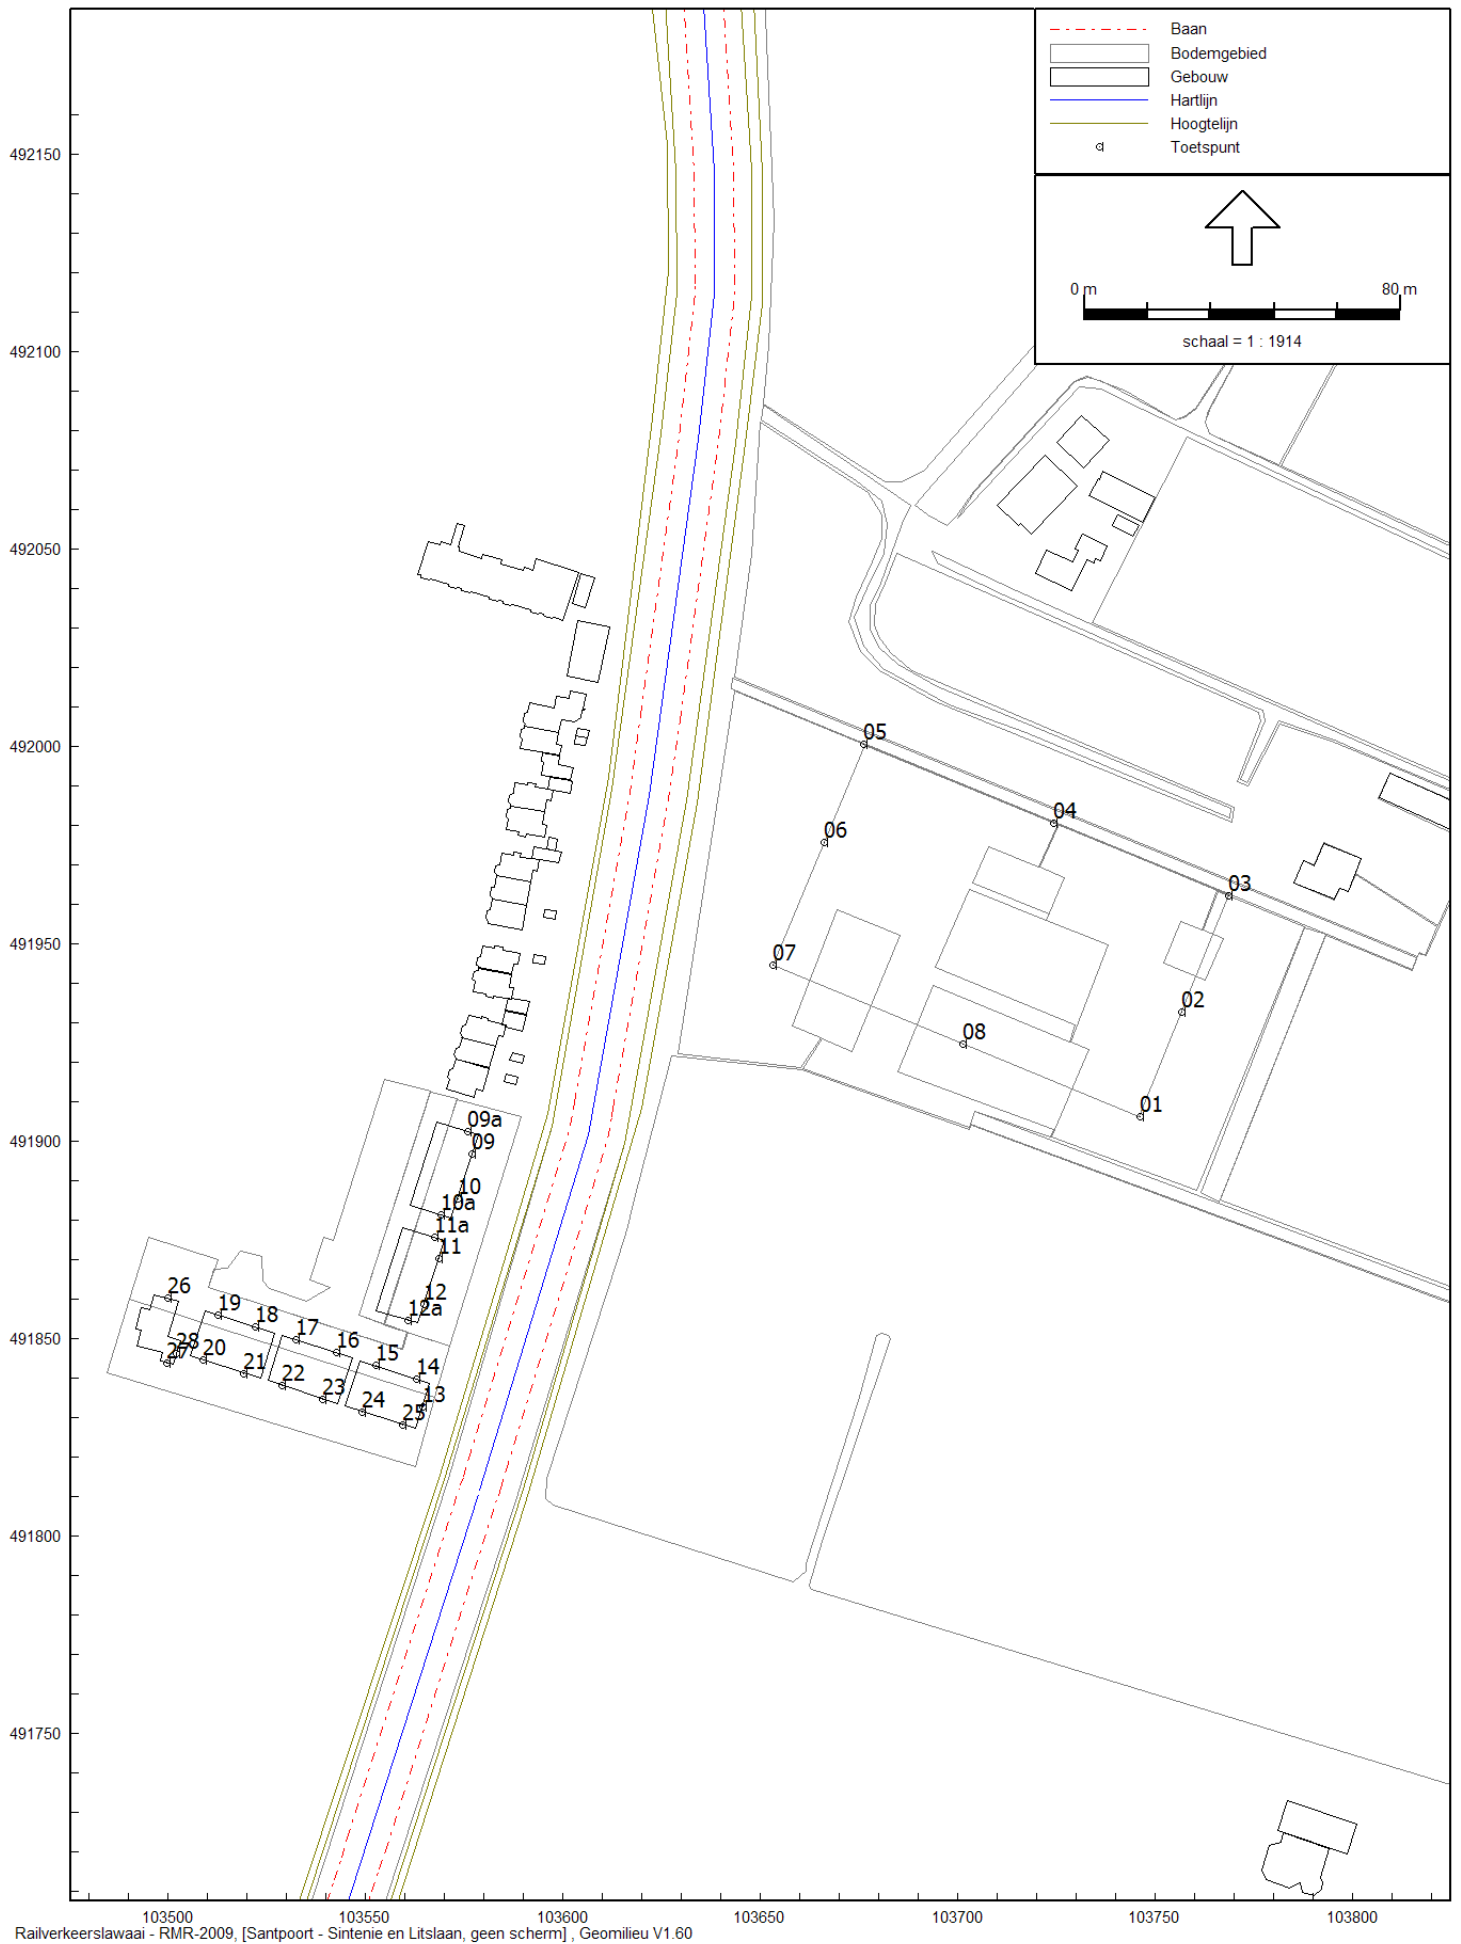 Baan
Bodemgebied
Gebouw
Hartlijn
Hoogtelijn
Toetspunt
0 m 80 m
schaal = 1 : 1914
492150
492100
492050
492000
491950
491900
491850
491800
491750
05
06
04
03
07
02
08
01
09a
09
10
10a
11a
11
12
12a
26
19
18
17
16
15
14
28
27
20
21
22
23
24
13
25
103500 103550 103600 103650 103700 103750 103800
Railverkeerslawaai - RMR-2009, [Santpoort - Sintenie en Litslaan, geen scherm] , Geomilieu V1.60